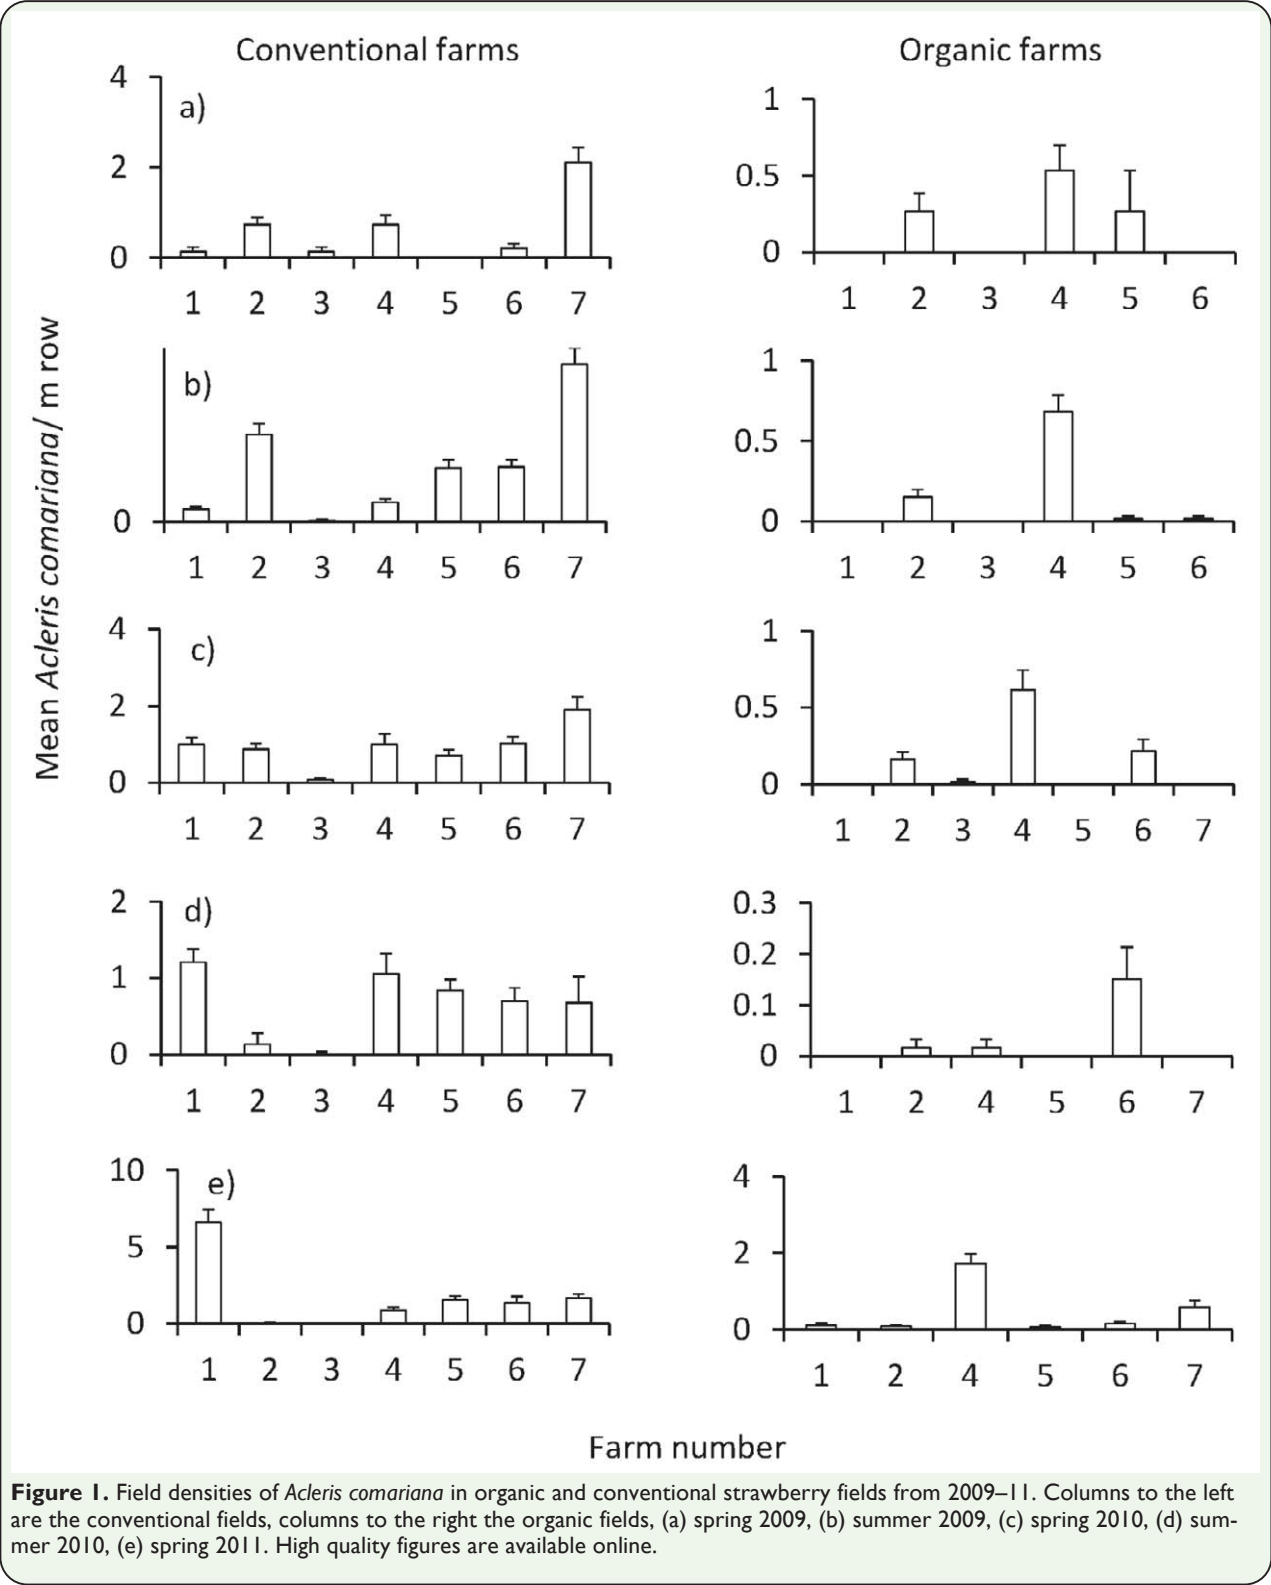 Conventional farms Organic farms
4 1
a)
2 0.5
0 0
1 2 3 4 5 6 7 1 2 3 4 5 6
Mean Acleris comariana/ m row
1
b)
0.5
0 0
1 2 3 4 5 6 7 1 2 3 4 5 6
4 1
c)
2 0.5
0 0
1 2 3 4 5 6 7 1 2 3 4 5 6 7
2 0.3
d)
0.2
1
0.1
0 0
1 2 3 4 5 6 7 1 2 4 5 6 7
10 4
e)
5 2
0 0
1 2 3 4 5 6 7 1 2 4 5 6 7
Farm number
Figure 1. Field densities of Acleris comariana in organic and conventional strawberry fields from 2009–11. Columns to the left
are the conventional fields, columns to the right the organic fields, (a) spring 2009, (b) summer 2009, (c) spring 2010, (d) sum-
mer 2010, (e) spring 2011. High quality figures are available online.